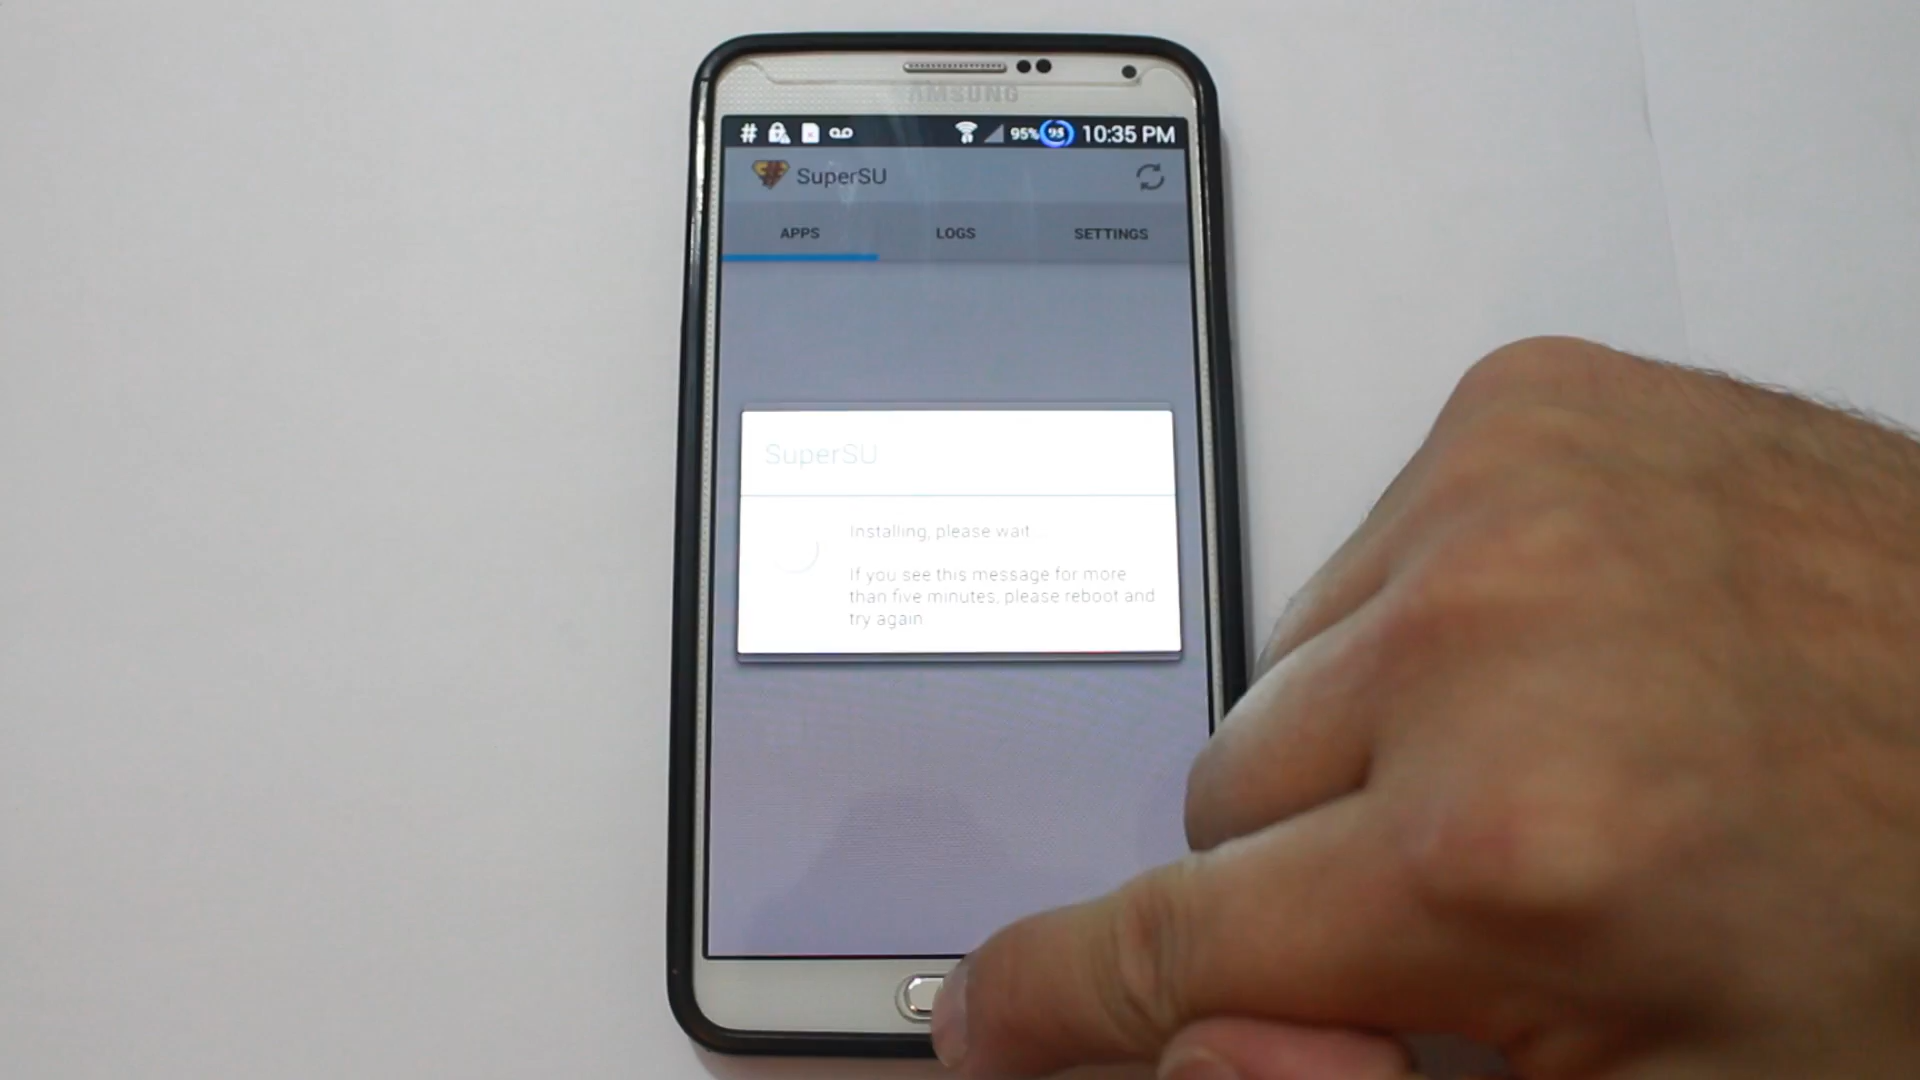 SAMSUNG
# 95% 95 10:35 PM
SuperSU
APPS LOGS SETTINGS
SuperSU
Installing, please wait...
If you see this message for more
than five minutes, please reboot and
try again